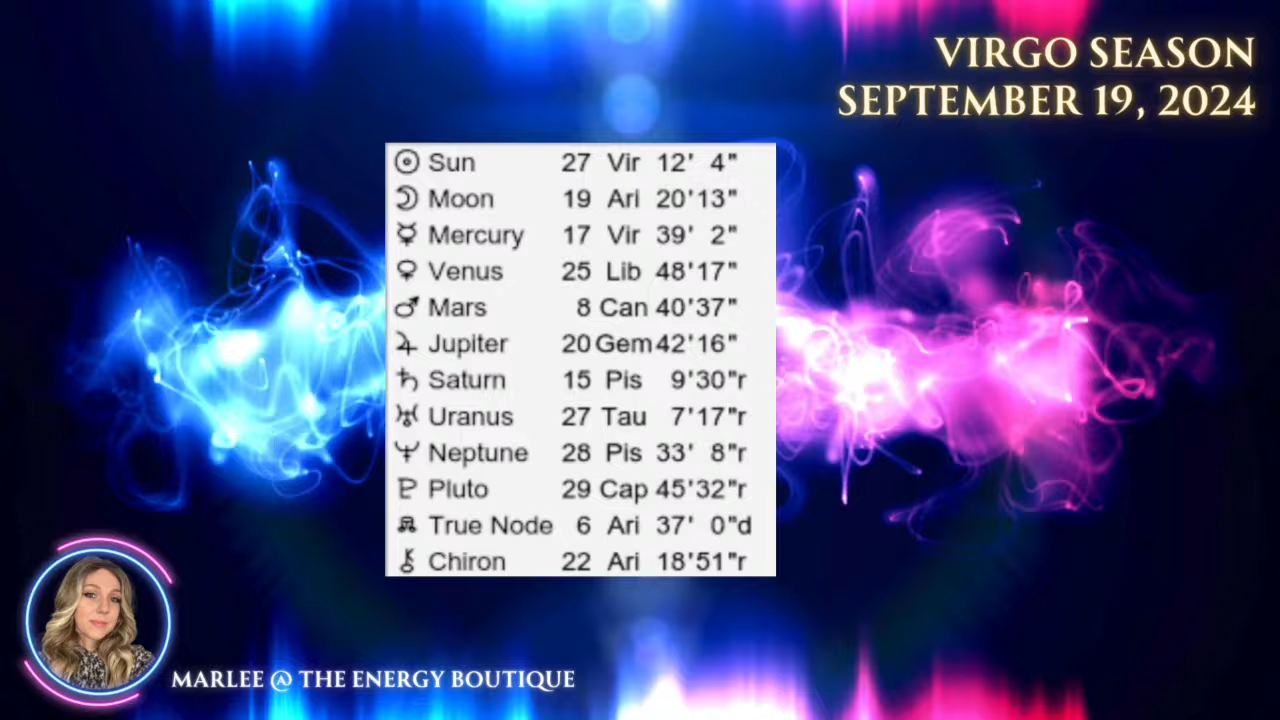 VIRGO SEASON
SEPTEMBER 19, 2024
☉ Sun 27 Vir 12' 4"
☽ Moon 19 Ari 20'13"
☿ Mercury 17 Vir 39' 2"
♀ Venus 25 Lib 48'17"
♂ Mars 8 Can 40'37"
♃ Jupiter 20 Gem 42'16"
♄ Saturn 15 Pis 9'30"r
♅ Uranus 27 Tau 7'17"r
♆ Neptune 28 Pis 33' 8"r
♇ Pluto 29 Cap 45'32"r
☊ True Node 6 Ari 37' 0"d
⚷ Chiron 22 Ari 18'51"r
MARLEE @ THE ENERGY BOUTIQUE